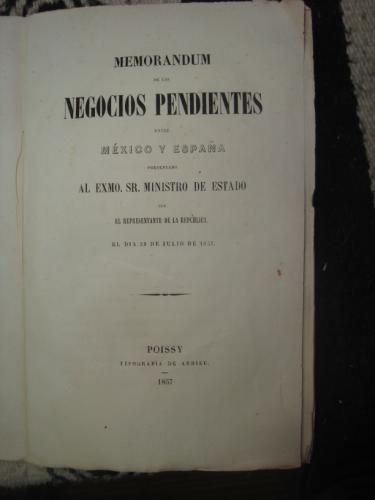 MEMORANDUM
DE LOS
NEGOCIOS PENDIENTES
ENTRE
MÉXICO Y ESPAÑA
PRESENTADO
AL EXMO. SR. MINISTRO DE ESTADO
POR
EL REPRESENTANTE DE LA REPÚBLICA
EL DIA 28 DE JULIO DE 1857.
POISSY
TIPOGRAFÍA DE ARBIEU.
1857